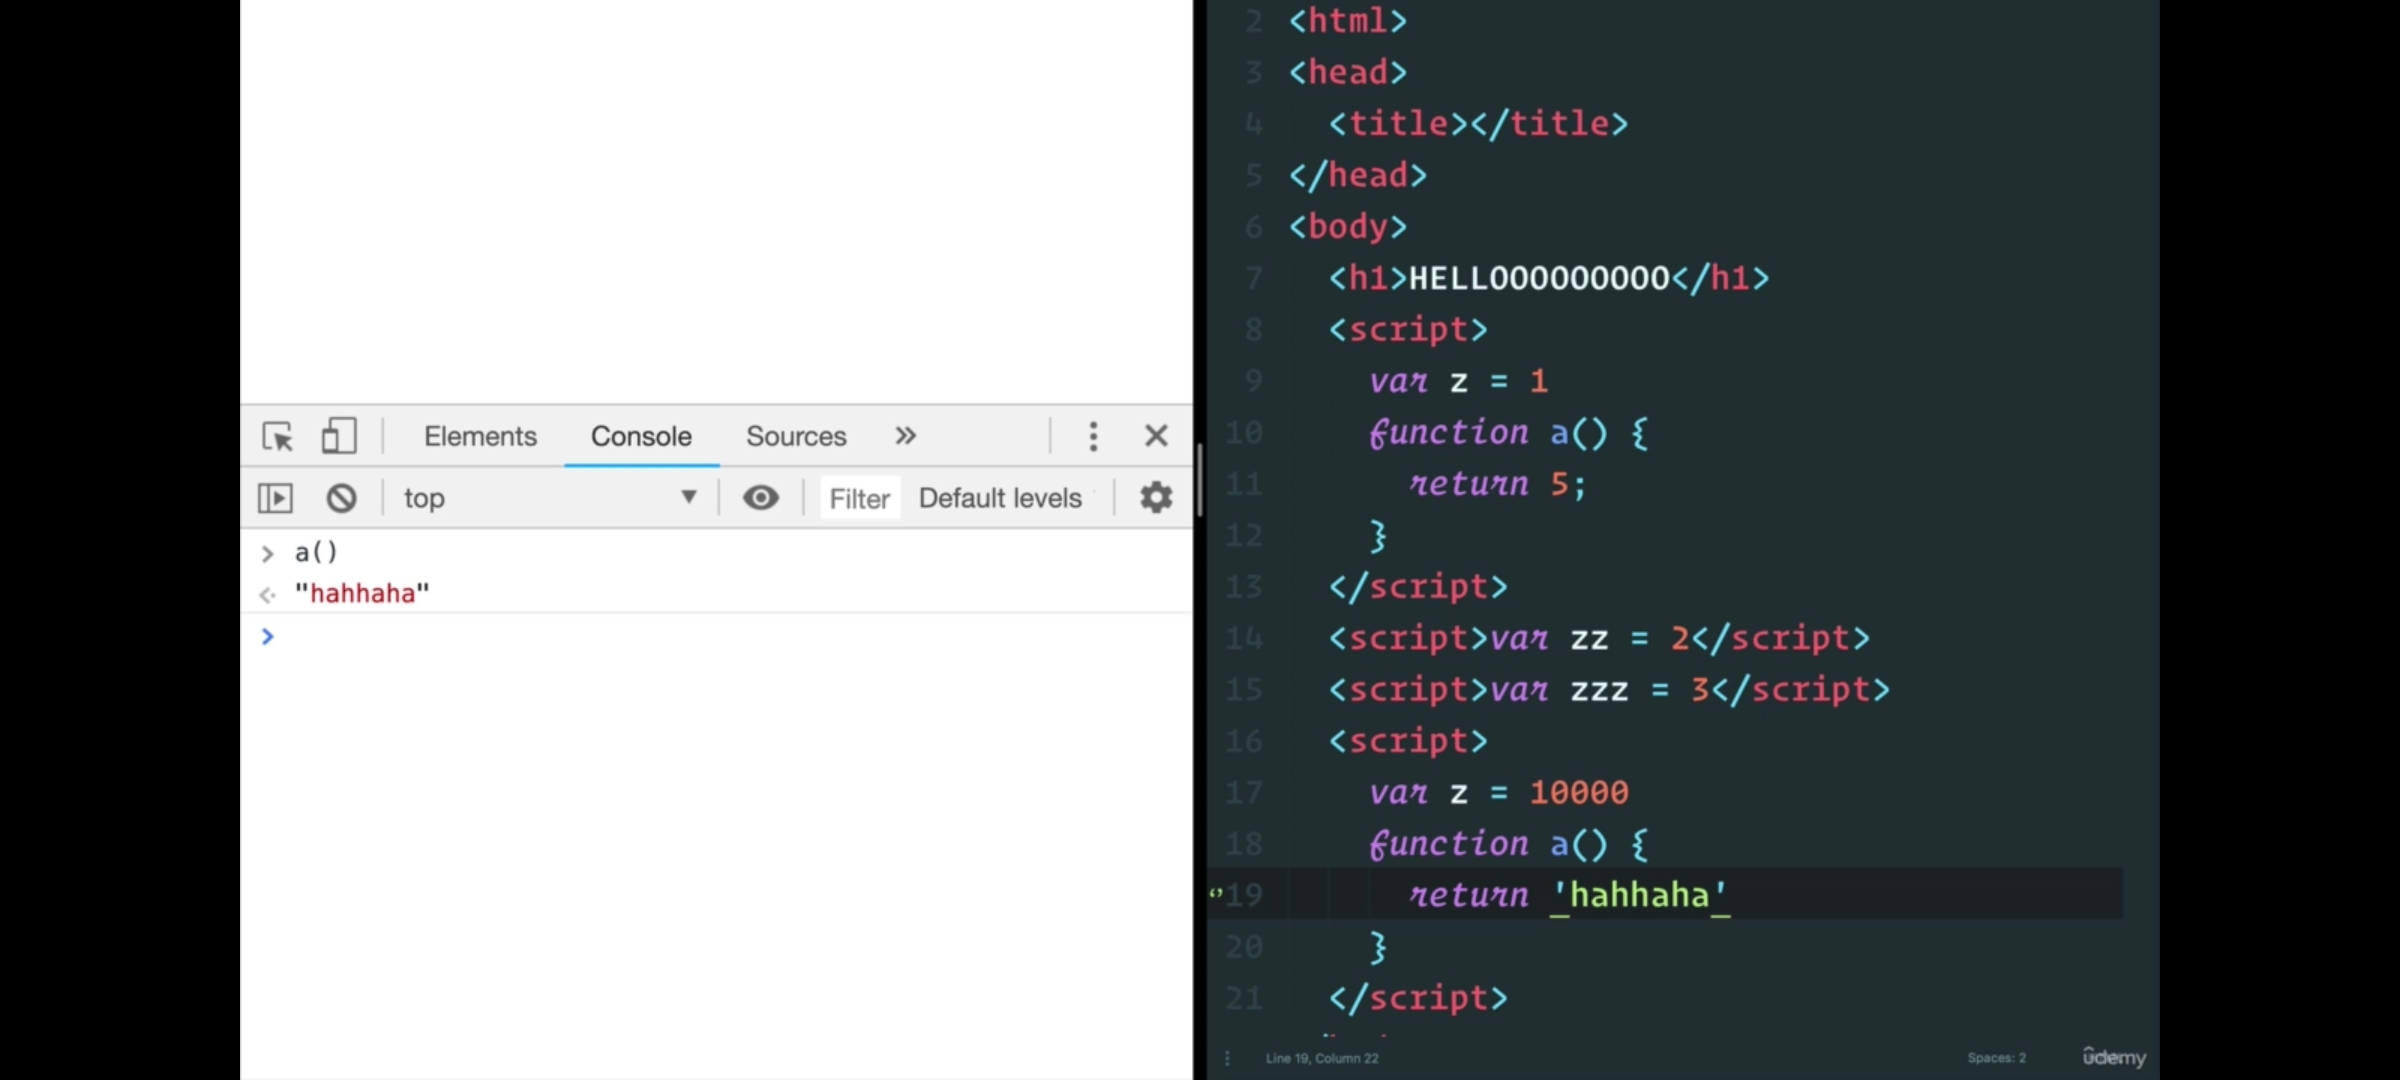 Elements Console Sources
top Filter Default levels
a()
"hahhaha"
2 <html>
3 <head>
4 <title></title>
5 </head>
6 <body>
7 <h1>HELLOOOOOOOOO</h1>
8 <script>
9 var z = 1
10 function a() {
11 return 5;
12 }
13 </script>
14 <script>var zz = 2</script>
15 <script>var zzz = 3</script>
16 <script>
17 var z = 10000
18 function a() {
19 return 'hahhaha'
20 }
21 </script>
Line 19, Column 22 Spaces: 2
udemy